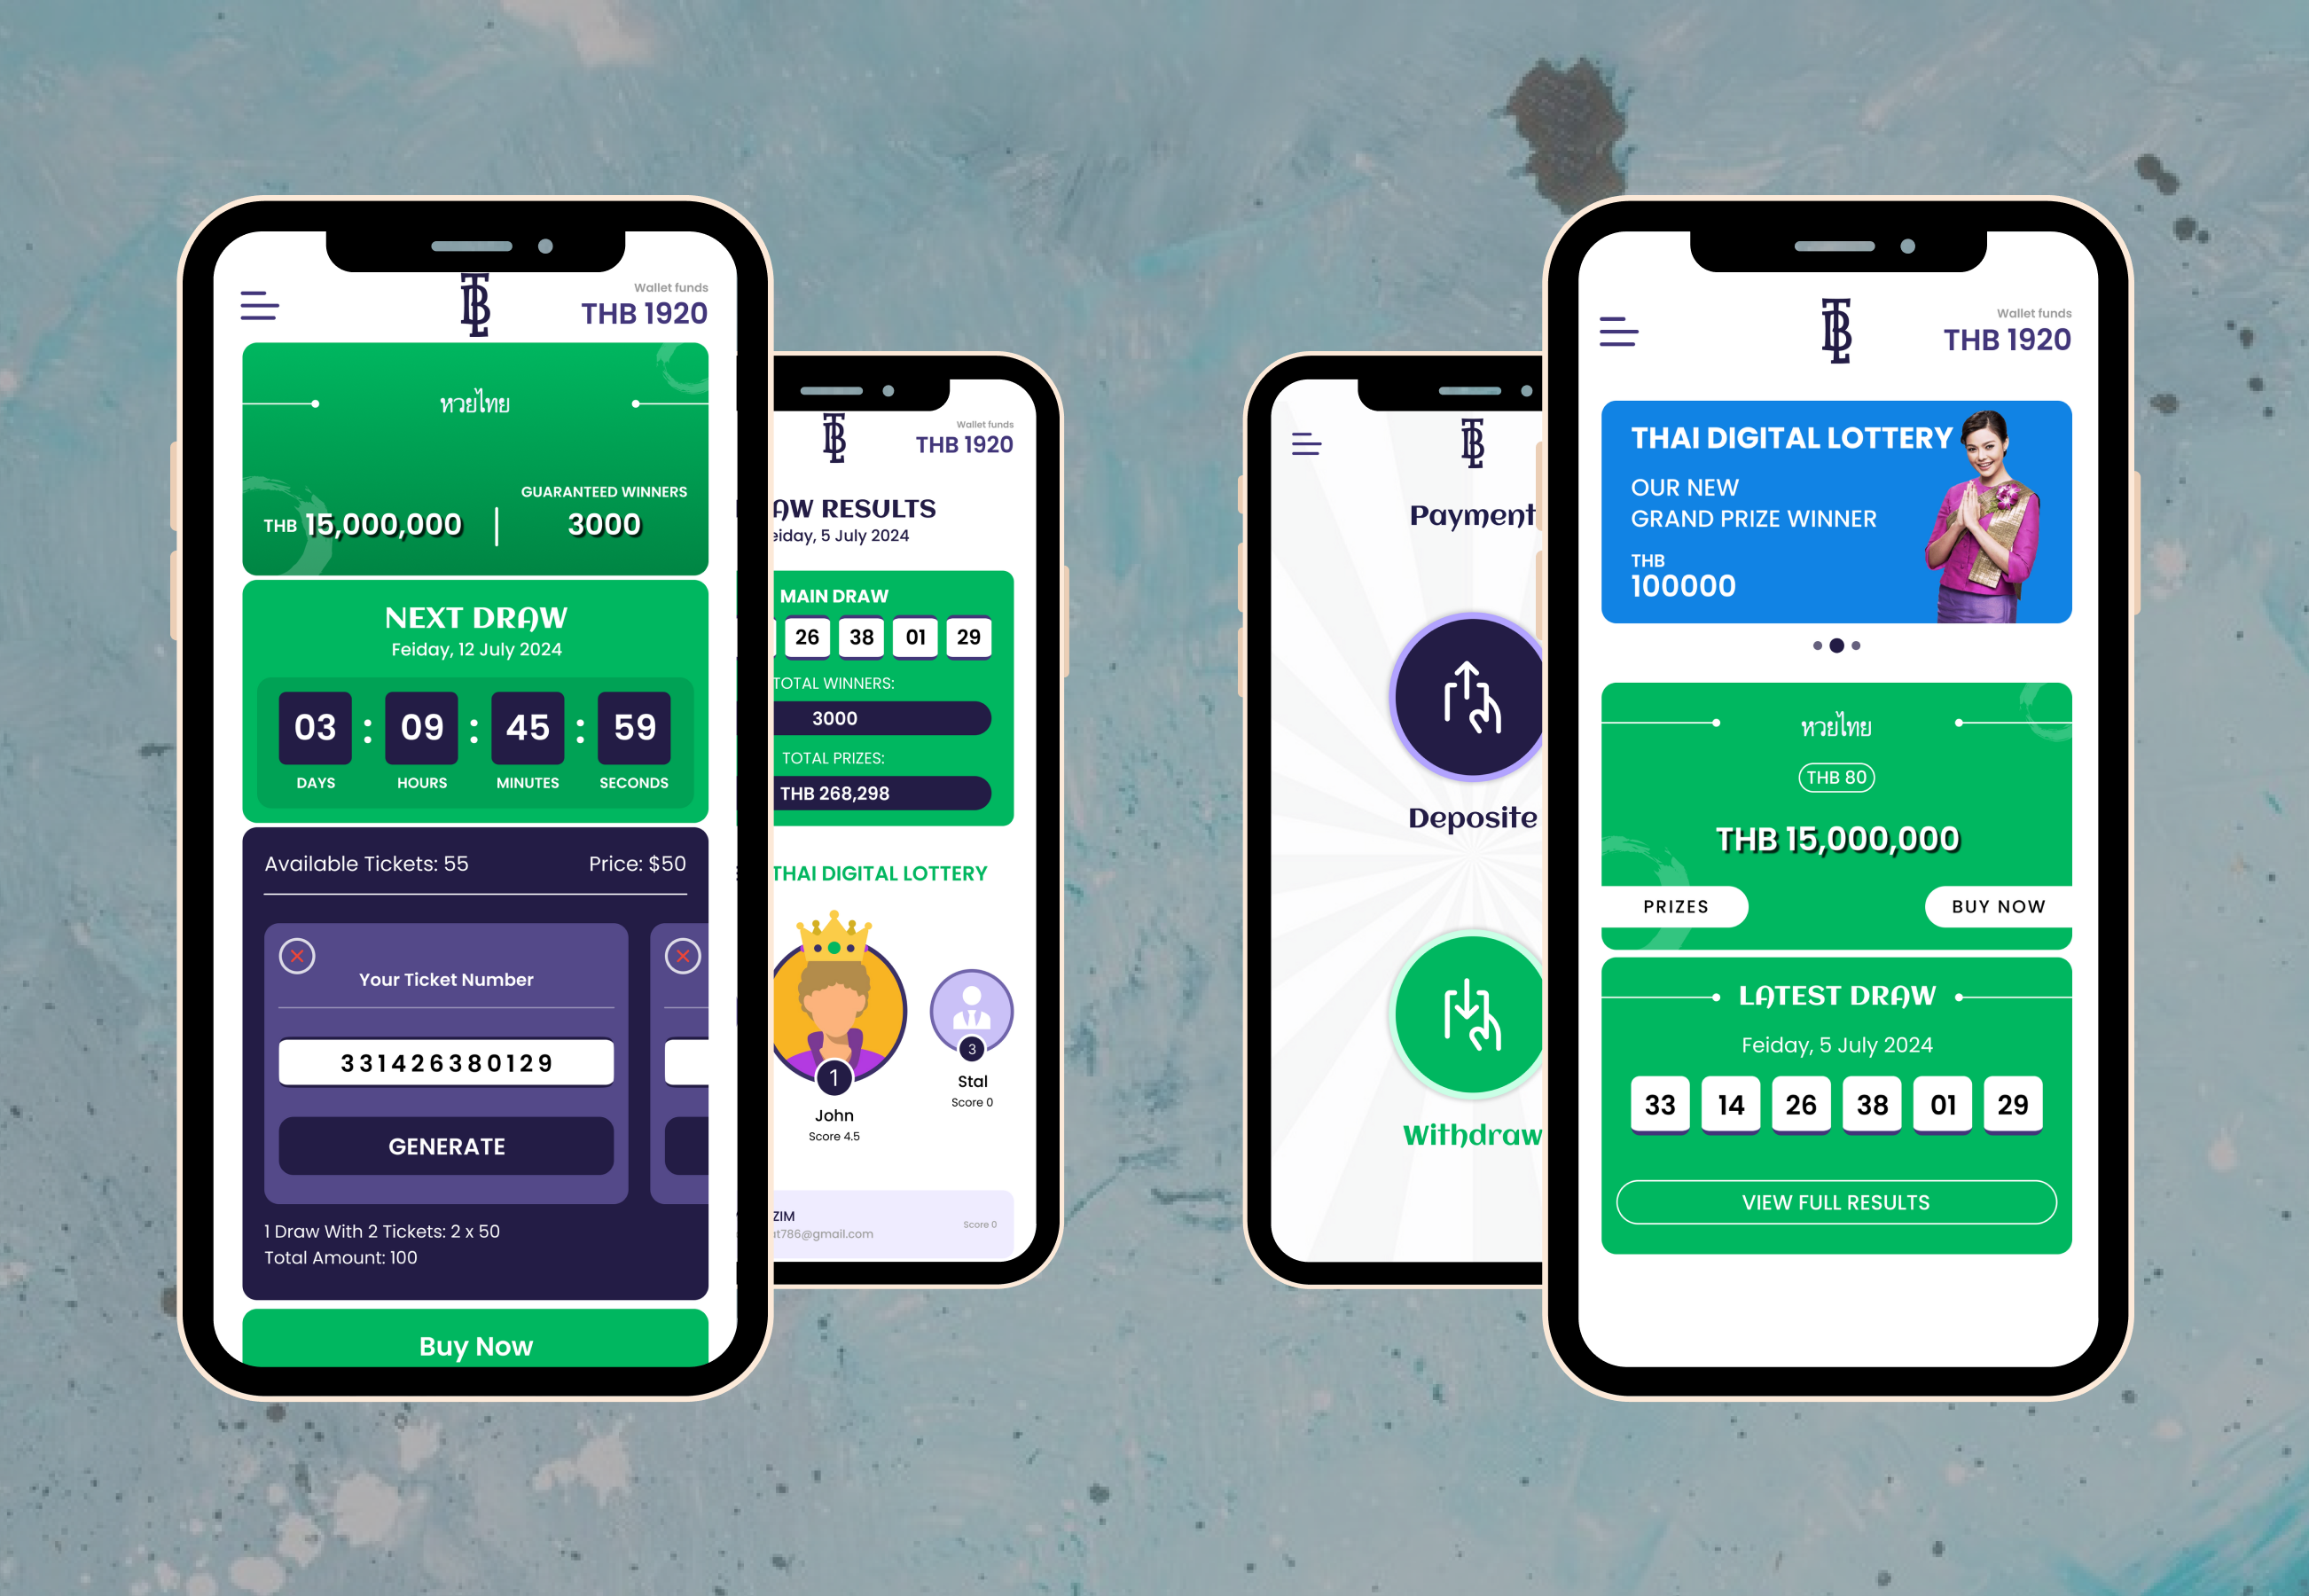 TBL
Wallet funds
THB 1920
หวยไทย
GUARANTEED WINNERS
THB 15,000,000
3000
NEXT DRAW
Feiday, 12 July 2024
03 : 09 : 45 : 59
DAYS HOURS MINUTES SECONDS
Available Tickets: 55 Price: $50
Your Ticket Number
331426380129
GENERATE
1 Draw With 2 Tickets: 2 x 50
Total Amount: 100
Buy Now
TBL
Wallet funds
THB 1920
AW RESULTS
eiday, 5 July 2024
MAIN DRAW
26 38 01 29
TOTAL WINNERS:
3000
TOTAL PRIZES:
THB 268,298
THAI DIGITAL LOTTERY
1
John
Score 4.5
3
Stal
Score 0
ZIM
at786@gmail.com
Score 0
TBL
Payment
Deposite
Withdraw
TBL
Wallet funds
THB 1920
THAI DIGITAL LOTTERY
OUR NEW
GRAND PRIZE WINNER
THB
100000
หวยไทย
THB 80
THB 15,000,000
PRIZES BUY NOW
LATEST DRAW
Feiday, 5 July 2024
33 14 26 38 01 29
VIEW FULL RESULTS